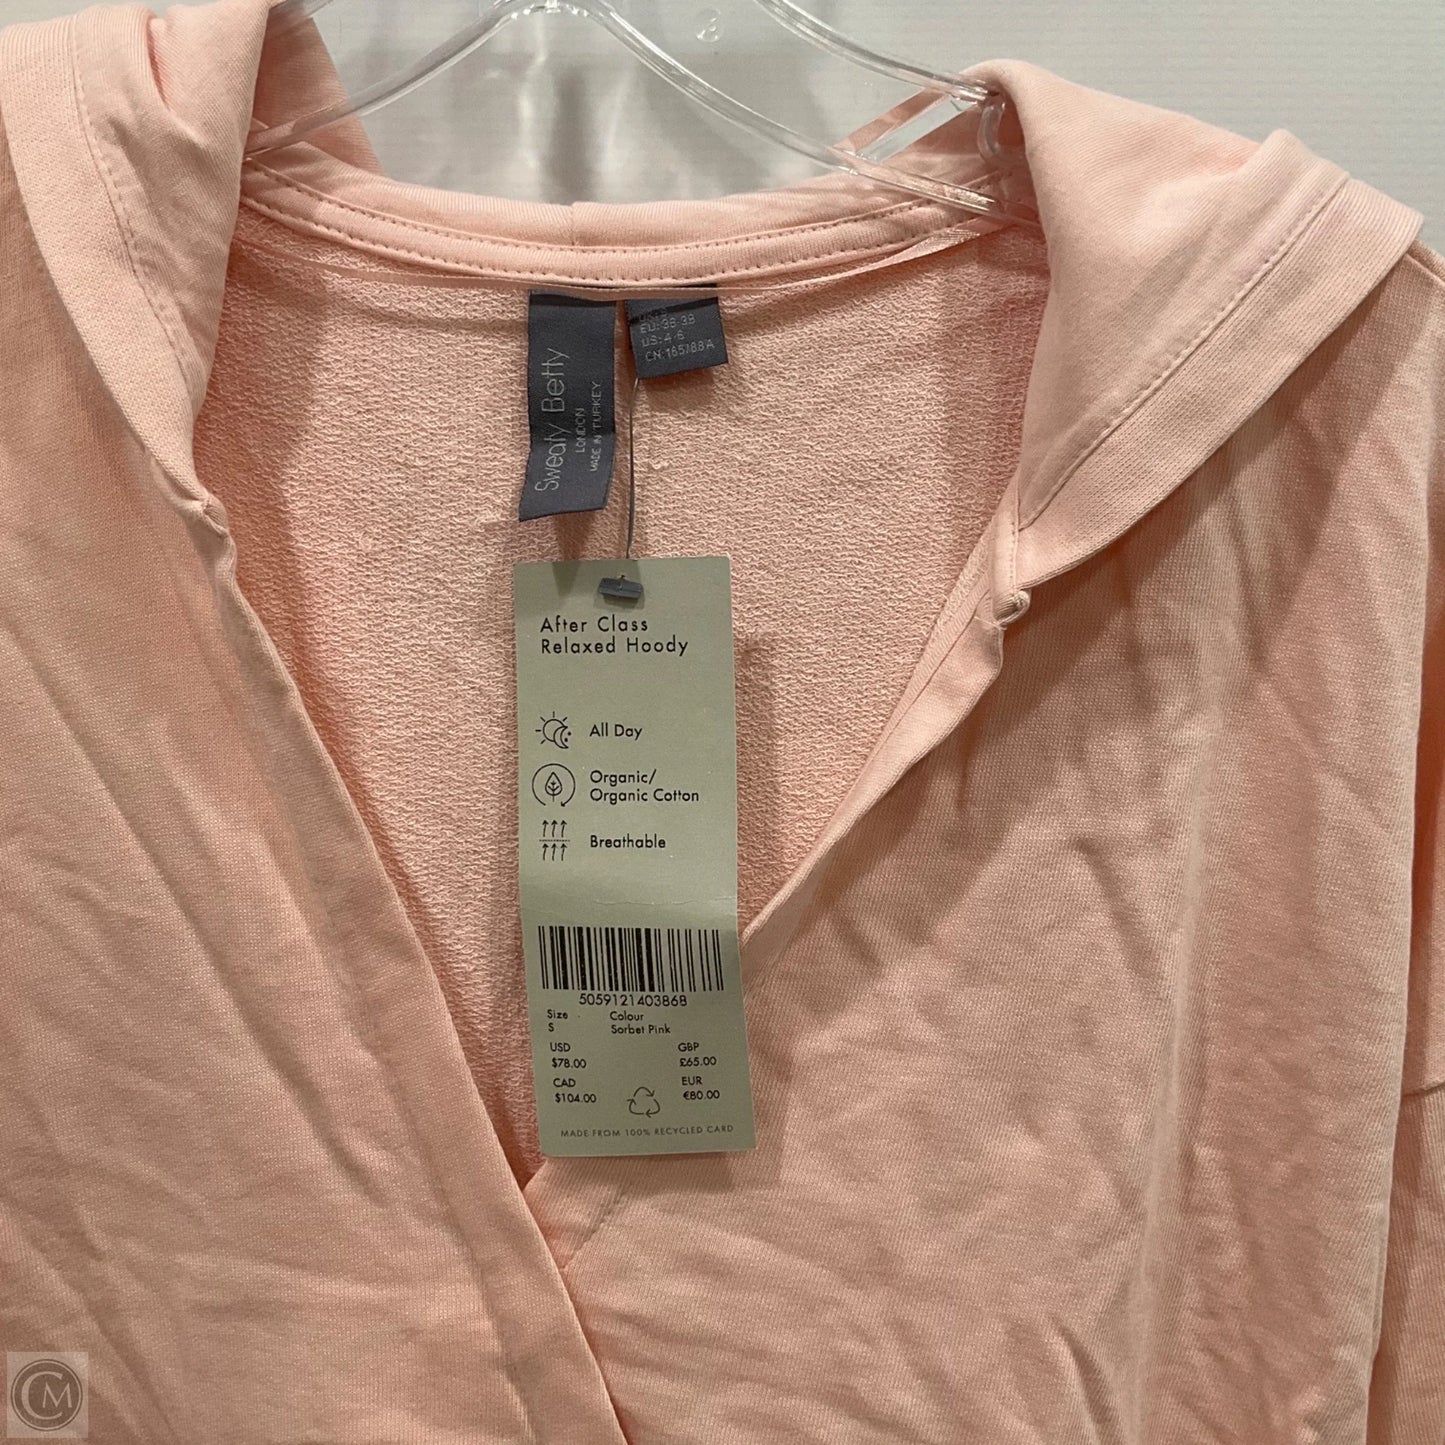 Sweaty Betty
LONDON
MADE IN TURKEY
EU: 36-38
US: 4-6
CN: 165/88A
After Class
Relaxed Hoody
All Day
Organic/
Organic Cotton
Breathable
5059121403868
Size Colour
S Sorbet Pink
USD GBP
$78.00 £65.00
CAD EUR
$104.00 €80.00
MADE FROM 100% RECYCLED CARD
CM